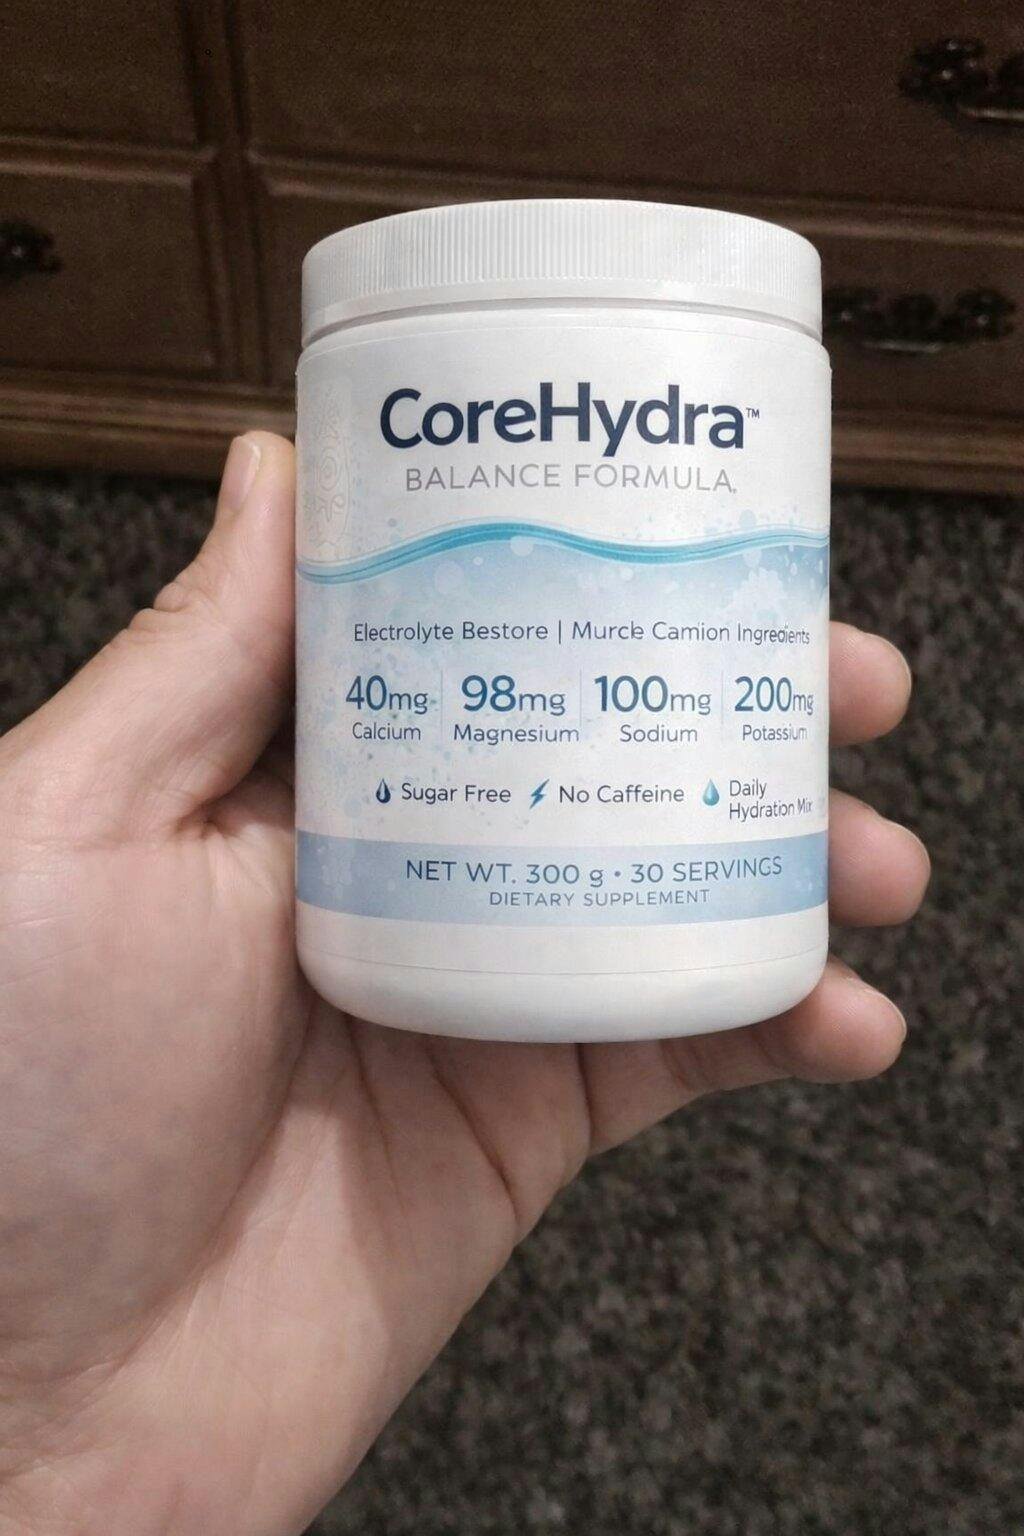 CoreHydra™
BALANCE FORMULA.
Electrolyte Bestore | Murcle Camion Ingredients
40mg 98mg 100mg 200mg
Calcium Magnesium Sodium Potassium
Sugar Free No Caffeine Daily
Hydration Mix
NET WT. 300 g • 30 SERVINGS
DIETARY SUPPLEMENT